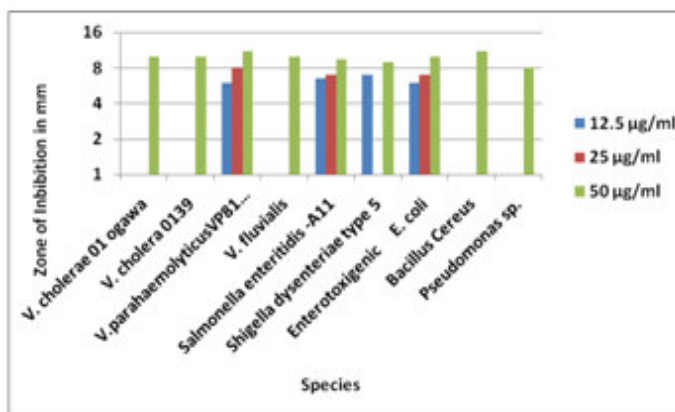 16
8
4
2
1
Zone of Inbibition in mm
V. cholerae 01 ogawa
V. cholera 0139
V.parahaemolyticusVP81...
V. fluvialis
Salmonella enteritidis -A11
Shigella dysenteriae type 5
Enterotoxigenic E. coli
Bacillus Cereus
Pseudomonas sp.
Species
12.5 µg/ml
25 µg/ml
50 µg/ml